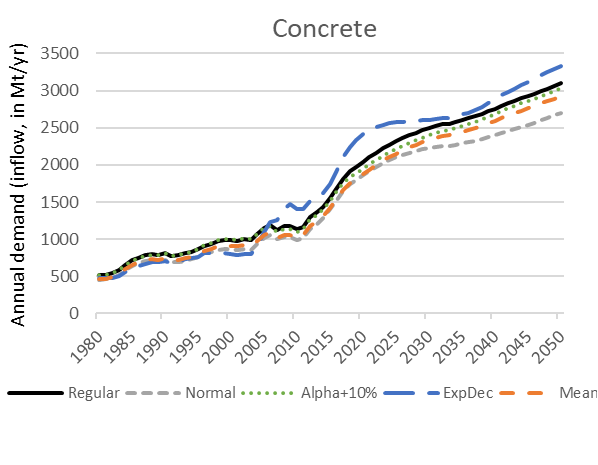 Concrete
Annual demand (inflow, in Mt/yr)
3500
3000
2500
2000
1500
1000
500
0
1980 1985 1990 1995 2000 2005 2010 2015 2020 2025 2030 2035 2040 2045 2050
Regular Normal Alpha+10% ExpDec Mean